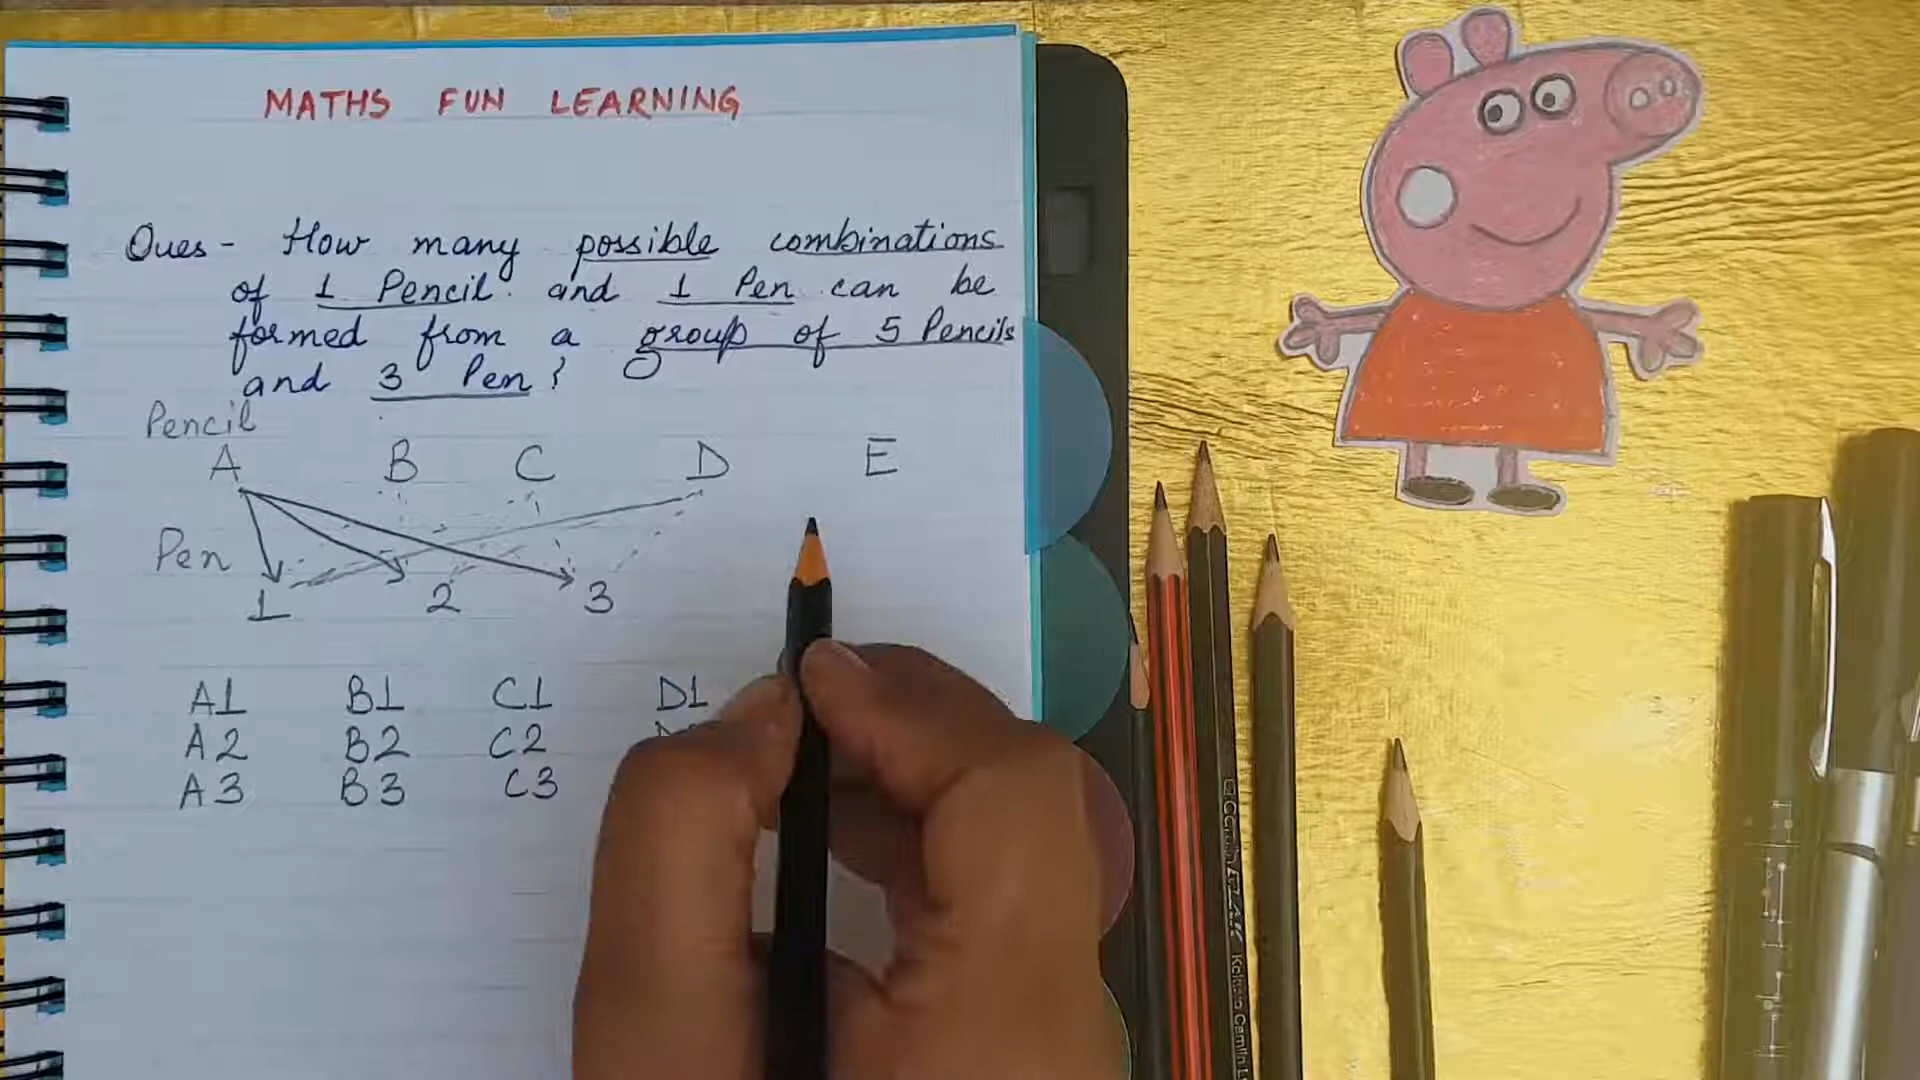 MATHS FUN LEARNING
Ques - How many possible combinations
of 1 Pencil and 1 Pen can be
formed from a group of 5 Pencils
and 3 Pen?
Pencil
A B C D E
Pen
1 2 3
A1 B1 C1 D1
A2 B2 C2
A3 B3 C3